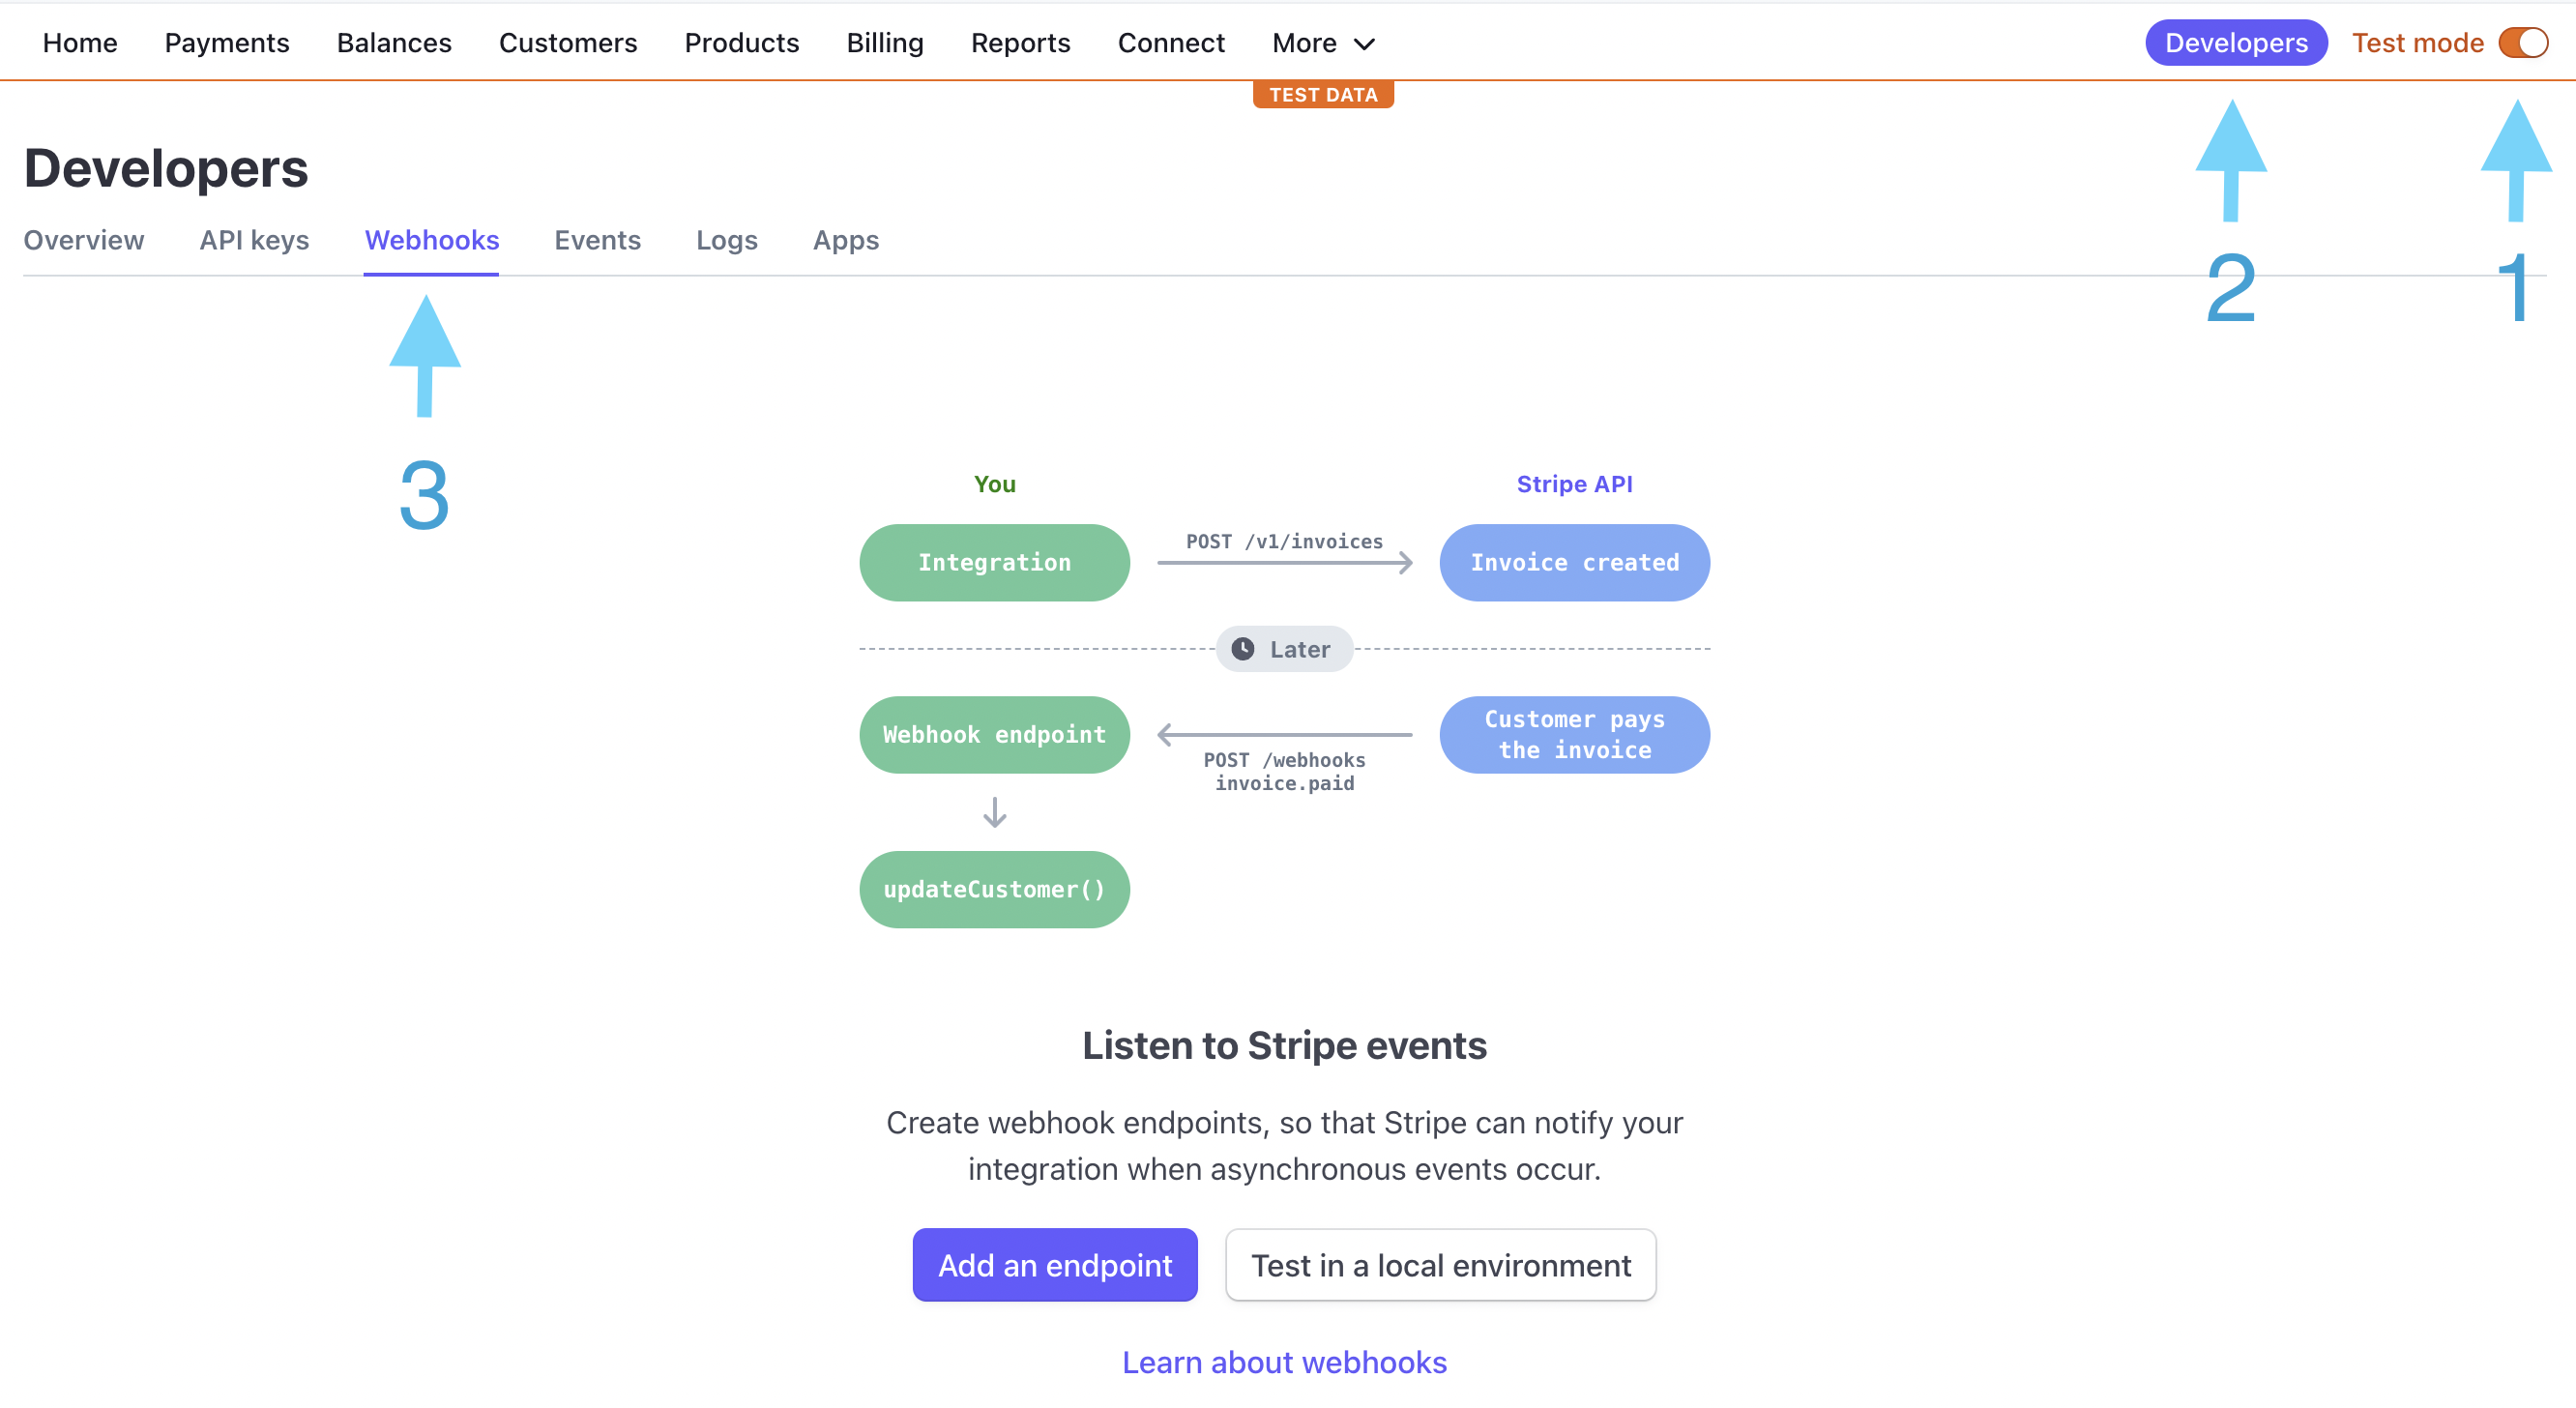 Home Payments Balances Customers Products Billing Reports Connect More Developers Test mode
TEST DATA
Developers
Overview API keys Webhooks Events Logs Apps
2 1
3
You Stripe API
Integration POST /v1/invoices Invoice created
Later
Webhook endpoint Customer pays
the invoice
POST /webhooks
invoice.paid
updateCustomer()
Listen to Stripe events
Create webhook endpoints, so that Stripe can notify your
integration when asynchronous events occur.
Add an endpoint Test in a local environment
Learn about webhooks